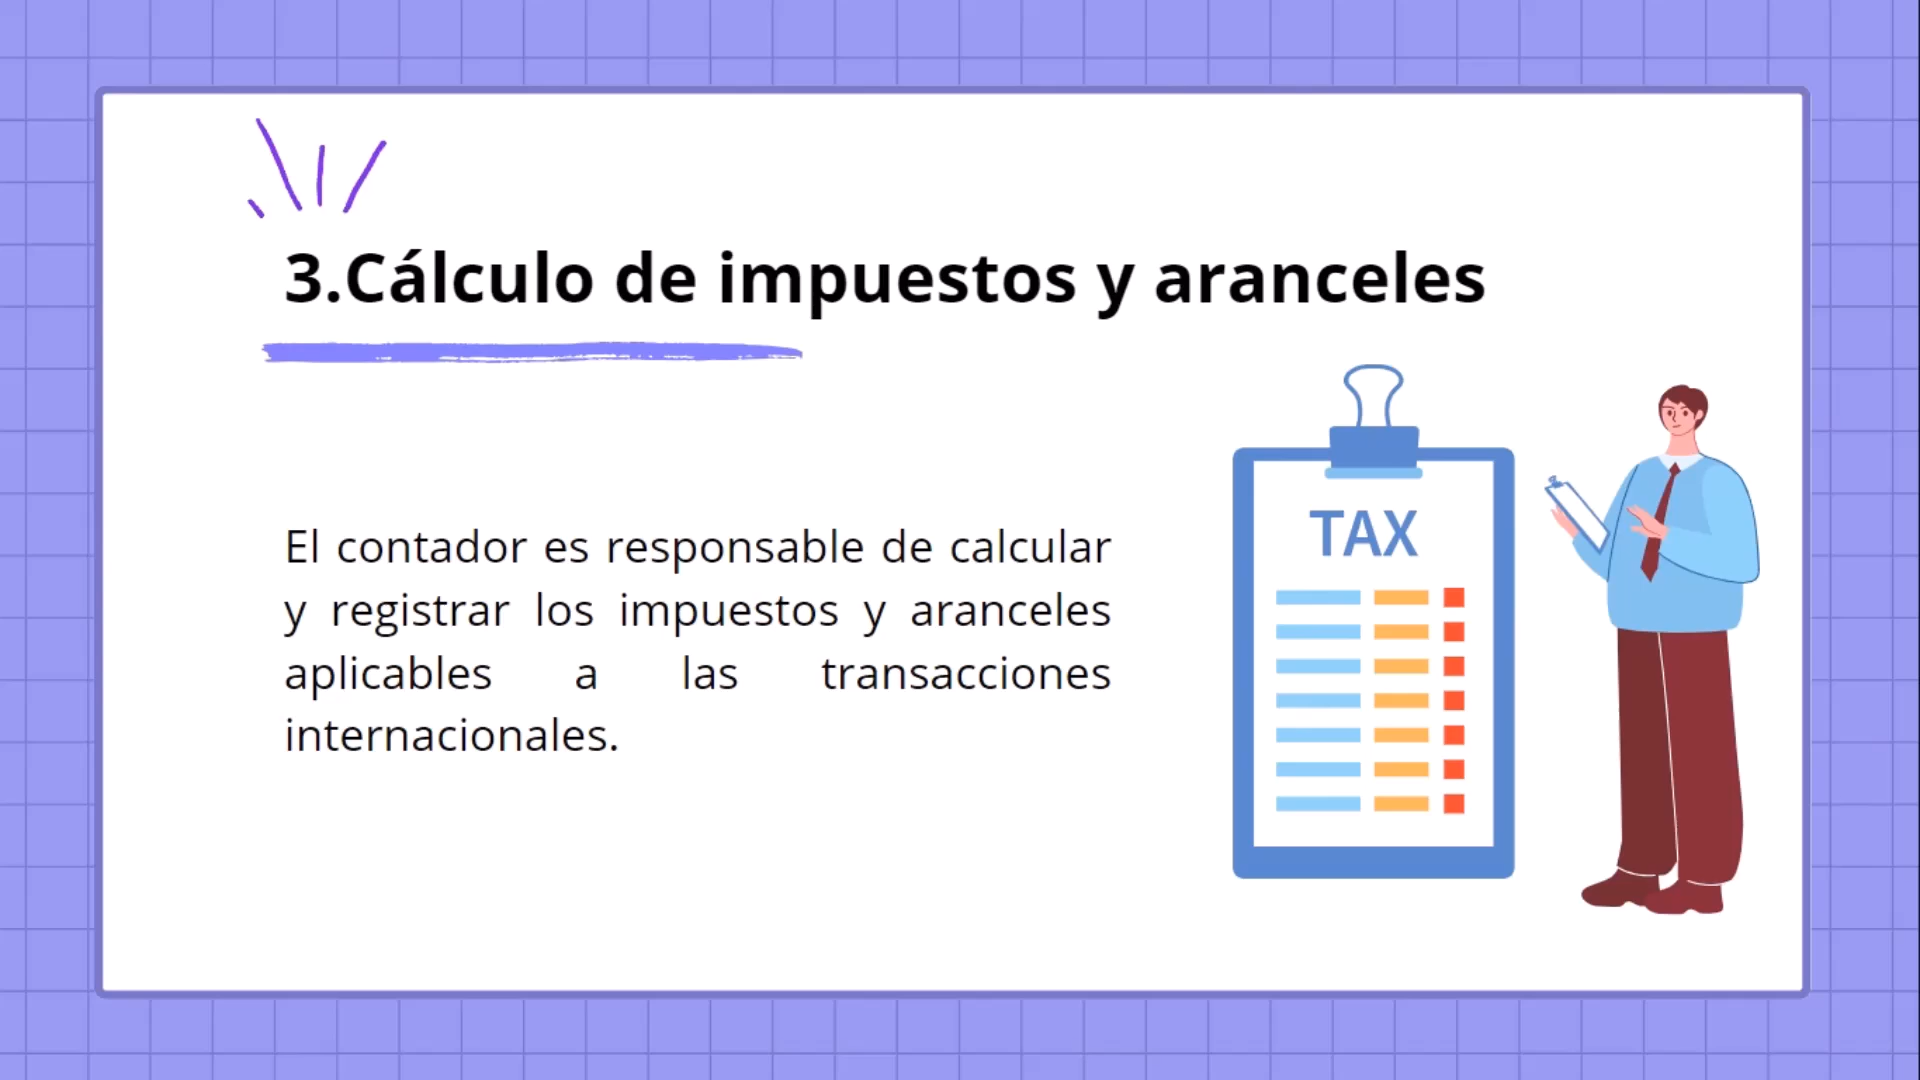 3.Cálculo de impuestos y aranceles
El contador es responsable de calcular
y registrar los impuestos y aranceles
aplicables a las transacciones
internacionales.
TAX